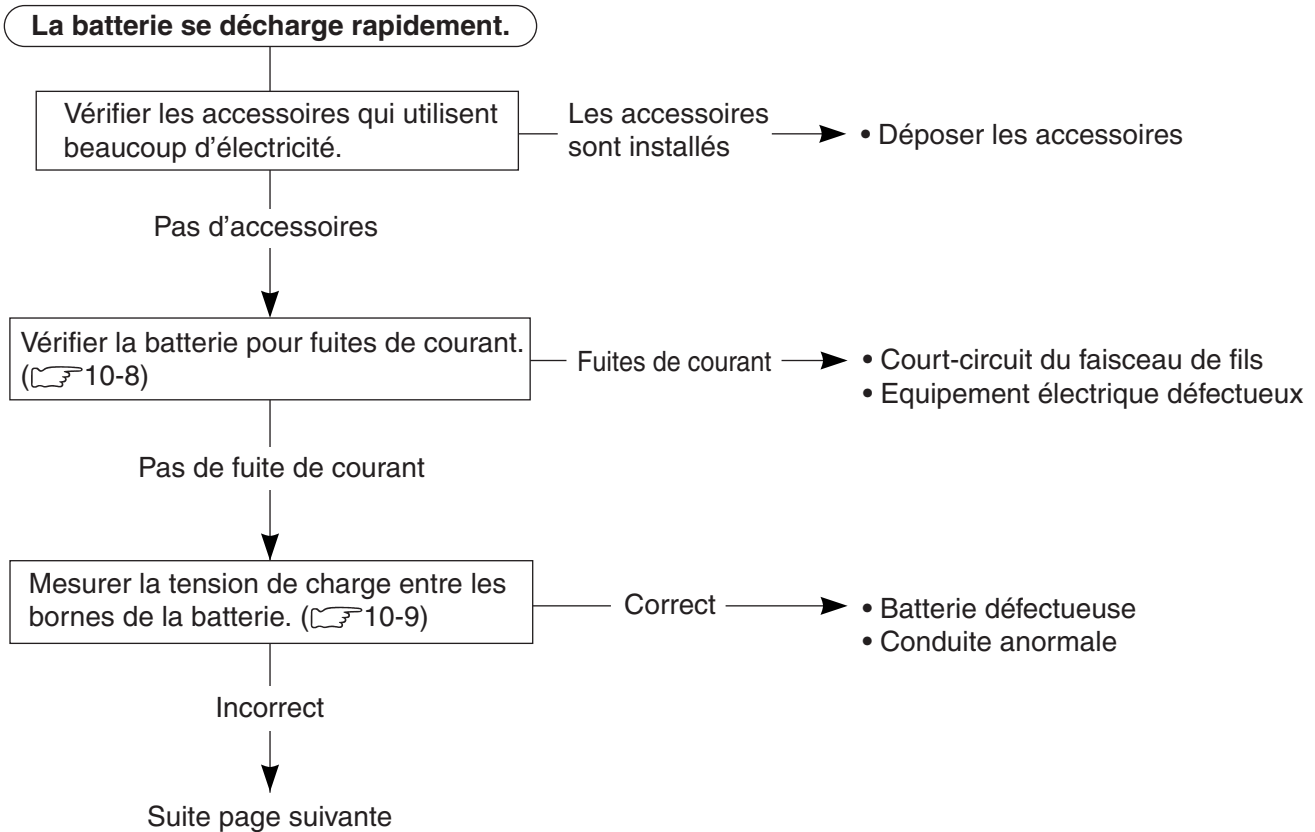 La batterie se décharge rapidement.
Vérifier les accessoires qui utilisent
beaucoup d'électricité.
Les accessoires
sont installés
• Déposer les accessoires
Pas d'accessoires
Vérifier la batterie pour fuites de courant.
(☞10-8)
Fuites de courant
• Court-circuit du faisceau de fils
• Equipement électrique défectueux
Pas de fuite de courant
Mesurer la tension de charge entre les
bornes de la batterie. (☞10-9)
Correct
• Batterie défectueuse
• Conduite anormale
Incorrect
Suite page suivante